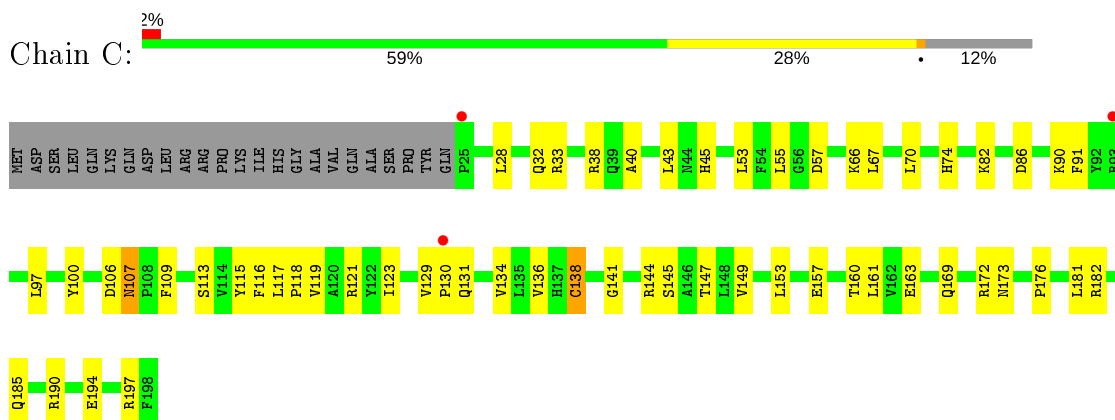 2%
Chain C:
59% 28% • 12%
MET ASP SER LEU GLN LYS GLN ASP LEU ARG ARG PRO LYS ILE HIS GLY ALA VAL GLN ALA SER PRO TYR GLN P25 L28 Q32 R33 R38 Q39 A40 L43 N44 H45 L53 F54 L55 G56 D57 K66 L67 L70 H74 K82 D86 K90 F91 Y92
L97 Y100 D106 N107 P108 F109 S113 V114 Y115 F116 L117 P118 V119 A120 R121 Y122 I123 V129 P130 Q131 V134 L135 V136 H137 C138 G141 R144 S145 A146 T147 L148 V149 L153 E157 T160 L161 V162 E163 Q169 R172 N173 P176 L181 R182
Q185 R190 E194 R197 F198